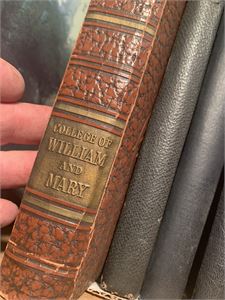 COLLEGE OF
WILLIAM
AND
MARY